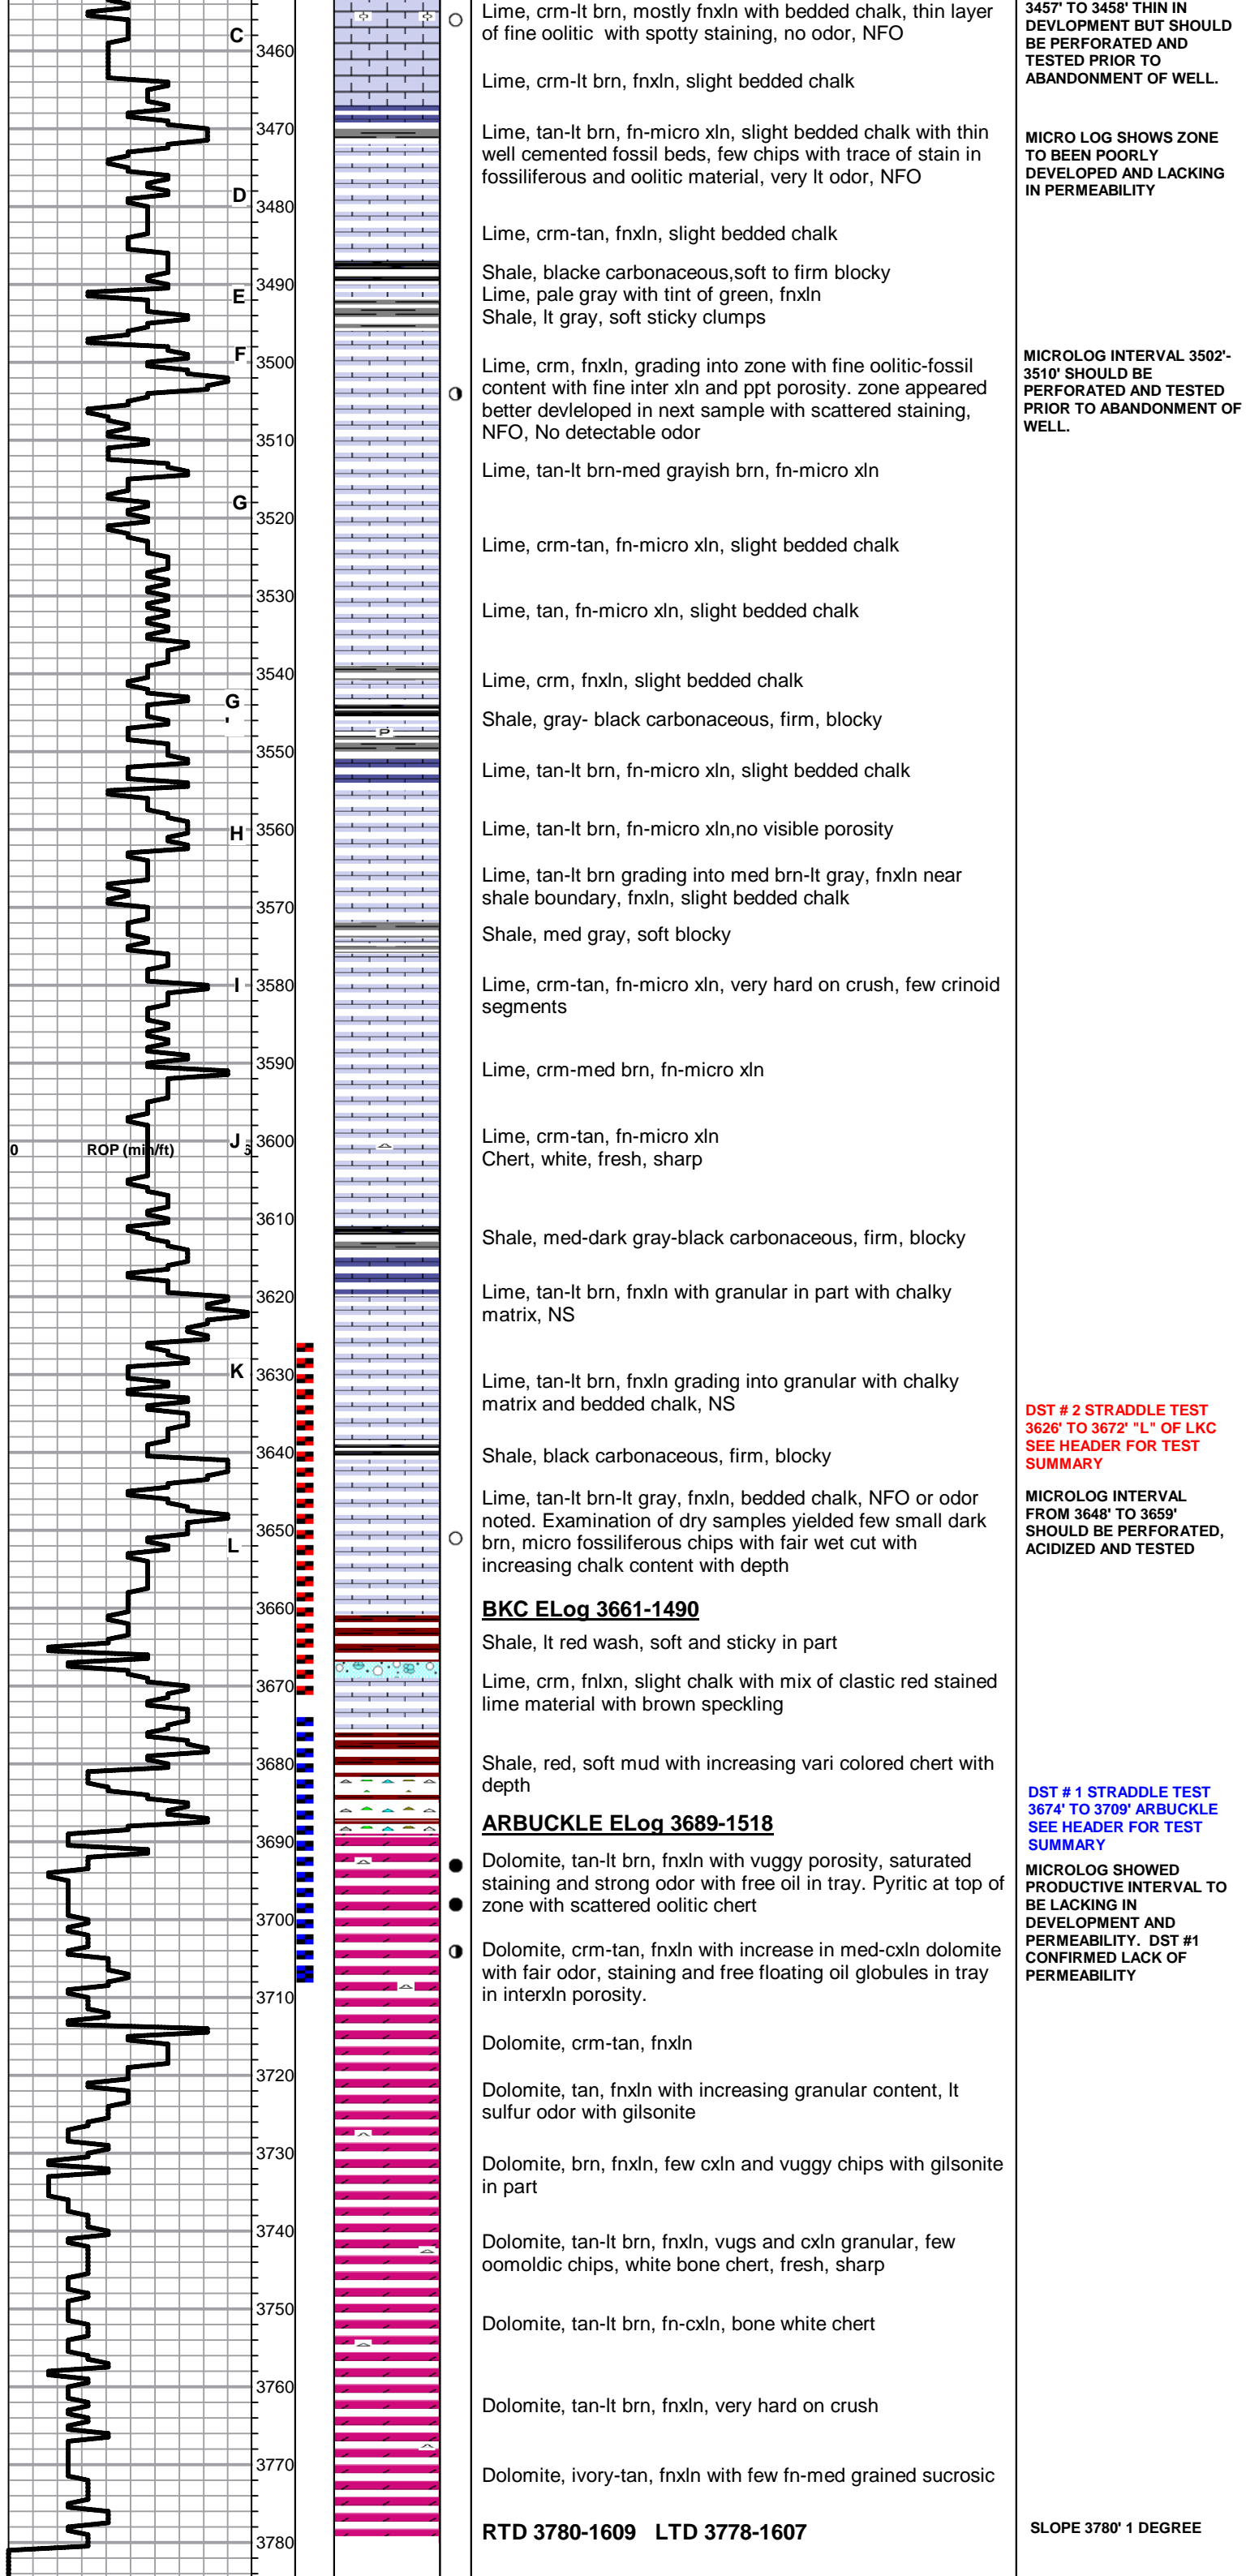 C
3460
3470
D
3480
3490
E
F
3500
3510
G
3520
3530
3540
G
'
3550
H
3560
3570
I
3580
3590
J
3600
0
ROP (min/ft)
3610
3620
K
3630
3640
3650
L
3660
3670
3680
3690
3700
3710
3720
3730
3740
3750
3760
3770
3780
P
Lime, crm-lt brn, mostly fnxln with bedded chalk, thin layer
of fine oolitic with spotty staining, no odor, NFO
Lime, crm-lt brn, fnxln, slight bedded chalk
Lime, tan-lt brn, fn-micro xln, slight bedded chalk with thin
well cemented fossil beds, few chips with trace of stain in
fossiliferous and oolitic material, very lt odor, NFO
Lime, crm-tan, fnxln, slight bedded chalk
Shale, blacke carbonaceous,soft to firm blocky
Lime, pale gray with tint of green, fnxln
Shale, lt gray, soft sticky clumps
Lime, crm, fnxln, grading into zone with fine oolitic-fossil
content with fine inter xln and ppt porosity. zone appeared
better devleloped in next sample with scattered staining,
NFO, No detectable odor
Lime, tan-lt brn-med grayish brn, fn-micro xln
Lime, crm-tan, fn-micro xln, slight bedded chalk
Lime, tan, fn-micro xln, slight bedded chalk
Lime, crm, fnxln, slight bedded chalk
Shale, gray- black carbonaceous, firm, blocky
Lime, tan-lt brn, fn-micro xln, slight bedded chalk
Lime, tan-lt brn, fn-micro xln,no visible porosity
Lime, tan-lt brn grading into med brn-lt gray, fnxln near
shale boundary, fnxln, slight bedded chalk
Shale, med gray, soft blocky
Lime, crm-tan, fn-micro xln, very hard on crush, few crinoid
segments
Lime, crm-med brn, fn-micro xln
Lime, crm-tan, fn-micro xln
Chert, white, fresh, sharp
Shale, med-dark gray-black carbonaceous, firm, blocky
Lime, tan-lt brn, fnxln with granular in part with chalky
matrix, NS
Lime, tan-lt brn, fnxln grading into granular with chalky
matrix and bedded chalk, NS
Shale, black carbonaceous, firm, blocky
Lime, tan-lt brn-lt gray, fnxln, bedded chalk, NFO or odor
noted. Examination of dry samples yielded few small dark
brn, micro fossiliferous chips with fair wet cut with
increasing chalk content with depth
BKC ELog 3661-1490
Shale, lt red wash, soft and sticky in part
Lime, crm, fnlxn, slight chalk with mix of clastic red stained
lime material with brown speckling
Shale, red, soft mud with increasing vari colored chert with
depth
ARBUCKLE ELog 3689-1518
Dolomite, tan-lt brn, fnxln with vuggy porosity, saturated
staining and strong odor with free oil in tray. Pyritic at top of
zone with scattered oolitic chert
Dolomite, crm-tan, fnxln with increase in med-cxln dolomite
with fair odor, staining and free floating oil globules in tray
in interxln porosity.
Dolomite, crm-tan, fnxln
Dolomite, tan, fnxln with increasing granular content, lt
sulfur odor with gilsonite
Dolomite, brn, fnxln, few cxln and vuggy chips with gilsonite
in part
Dolomite, tan-lt brn, fnxln, vugs and cxln granular, few
oomoldic chips, white bone chert, fresh, sharp
Dolomite, tan-lt brn, fn-cxln, bone white chert
Dolomite, tan-lt brn, fnxln, very hard on crush
Dolomite, ivory-tan, fnxln with few fn-med grained sucrosic
RTD 3780-1609 LTD 3778-1607
3457' TO 3458' THIN IN
DEVLOPMENT BUT SHOULD
BE PERFORATED AND
TESTED PRIOR TO
ABANDONMENT OF WELL.
MICRO LOG SHOWS ZONE
TO BEEN POORLY
DEVELOPED AND LACKING
IN PERMEABILITY
MICROLOG INTERVAL 3502'-
3510' SHOULD BE
PERFORATED AND TESTED
PRIOR TO ABANDONMENT OF
WELL.
DST # 2 STRADDLE TEST
3626' TO 3672' "L" OF LKC
SEE HEADER FOR TEST
SUMMARY
MICROLOG INTERVAL
FROM 3648' TO 3659'
SHOULD BE PERFORATED,
ACIDIZED AND TESTED
DST # 1 STRADDLE TEST
3674' TO 3709' ARBUCKLE
SEE HEADER FOR TEST
SUMMARY
MICROLOG SHOWED
PRODUCTIVE INTERVAL TO
BE LACKING IN
DEVELOPMENT AND
PERMEABILITY. DST #1
CONFIRMED LACK OF
PERMEABILITY
SLOPE 3780' 1 DEGREE